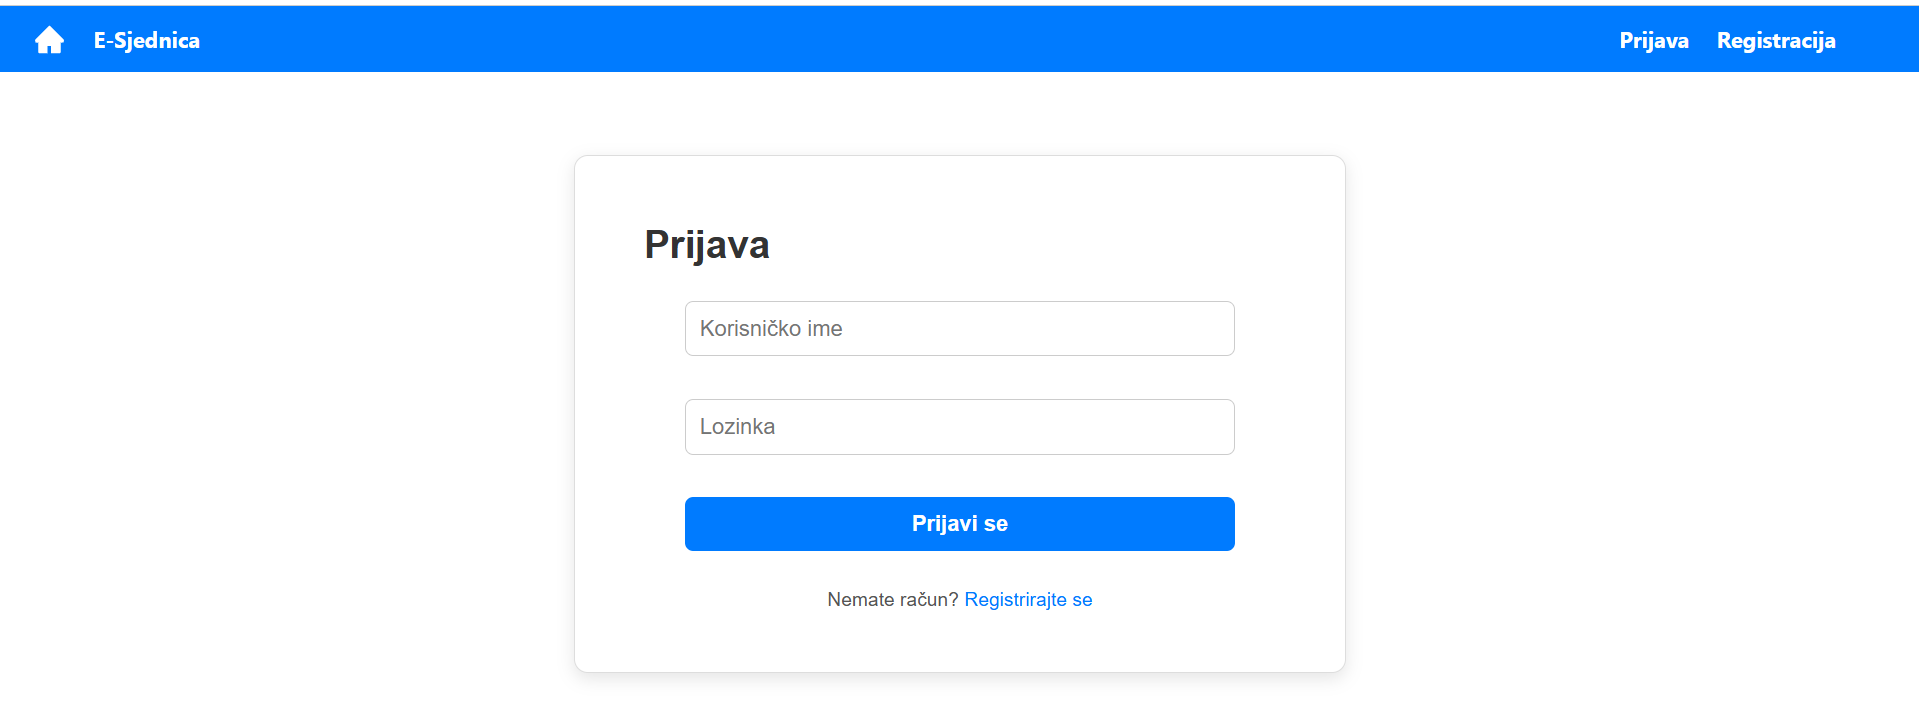 E-Sjednica
Prijava Registracija
Prijava
Korisničko ime
Lozinka
Prijavi se
Nemate račun? Registrirajte se